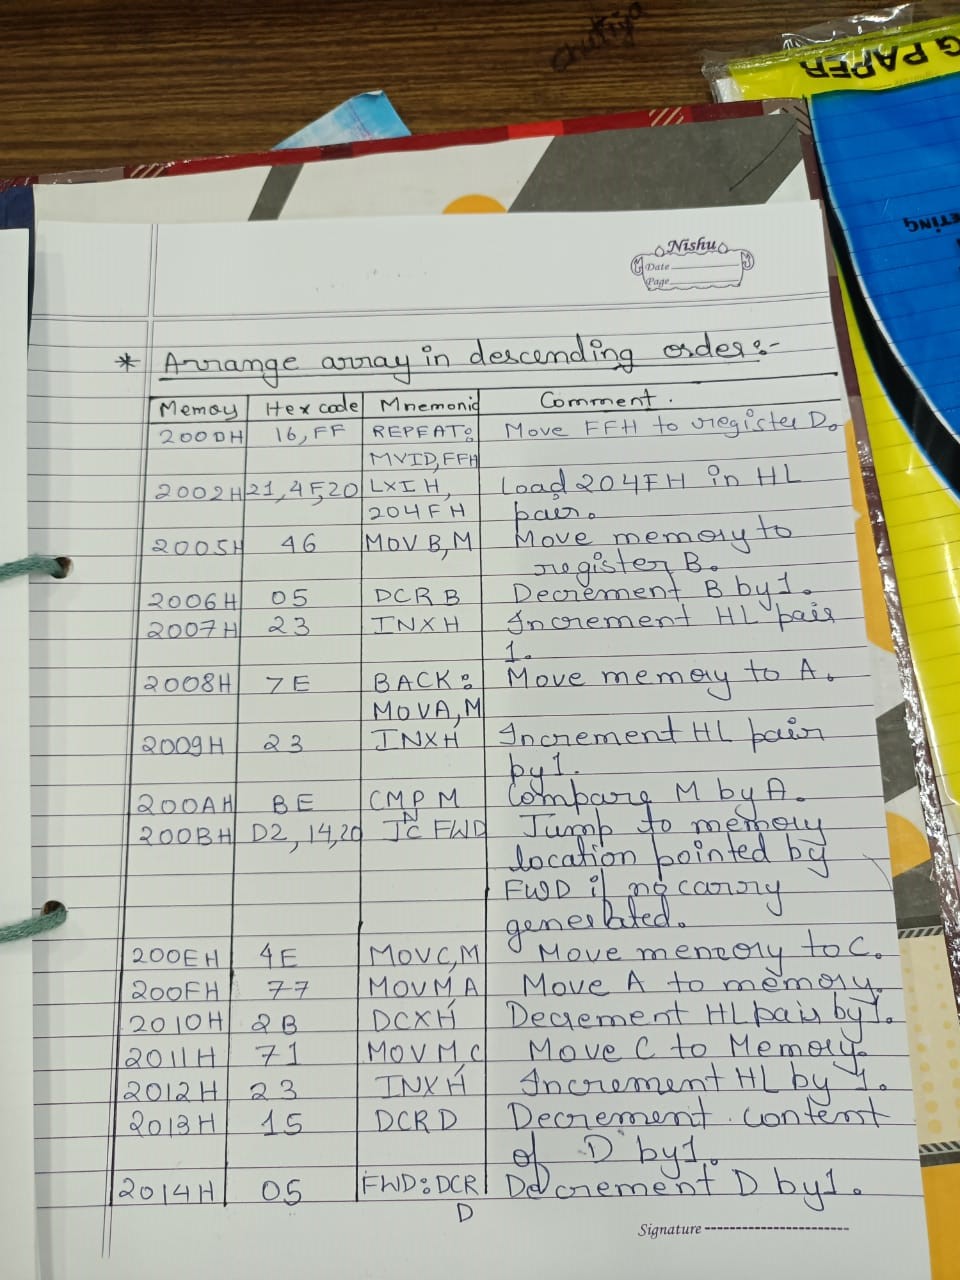 G PAPER
ETING
Nishu
Date
Page
* Arrange array in descending order:-
Memoy Hex code Mnemonic Comment.
2000H 16, FF REPEAT: Move FFH to register D.
MVID,FFH
2002H 21, 4F,20 LXI H, Load 204FH in HL
204FH pair.
2005H 46 MOV B, M Move memory to
register B.
2006H 05 DCR B Decrement B by 1.
2007H 23 INXH Increment HL pair
1.
2008H 7E BACK: Move memory to A.
MOVA, M
2009H 23 INXH Increment HL pair
by 1.
200AH BE CMP M Compare M by A.
200BH D2, 14,20 JNC FWD Jump to memory
location pointed by
FWD if no carry
generated.
200EH 4E MOVC,M Move memory to C.
200FH 77 MOVM,A Move A to memory.
2010H 2B DCXH Decrement HL pair by 1.
2011H 71 MOVM,C Move C to Memory.
2012H 23 INXH Increment HL by 1.
2013H 15 DCRD Decrement content
of D by 1.
2014H 05 FWD:DCR Decrement D by 1.
D
Signature